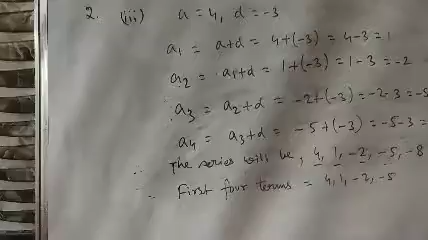 2. (iii) a = 4, d = -3
a₁ = a+d = 4+(-3) = 4-3 = 1
a₂ = a₁+d = 1+(-3) = 1-3 = -2
a₃ = a₂+d = -2+(-3) = -2-3 = -5
a₄ = a₃+d = -5+(-3) = -5-3 =
∴ The series will be, 4, 1, -2, -5, -8
∴ First four terms = 4, 1, -2, -5